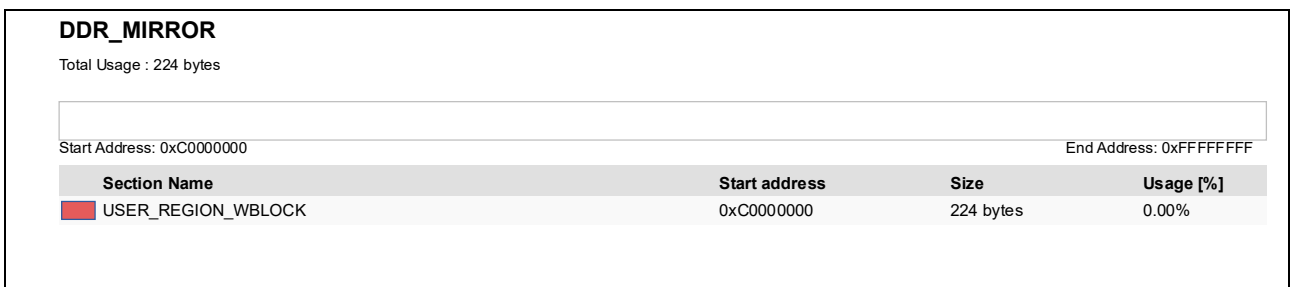 DDR_MIRROR
Total Usage : 224 bytes
Start Address: 0xC0000000 End Address: 0xFFFFFFFF
Section Name Start address Size Usage [%]
USER_REGION_WBLOCK 0xC0000000 224 bytes 0.00%